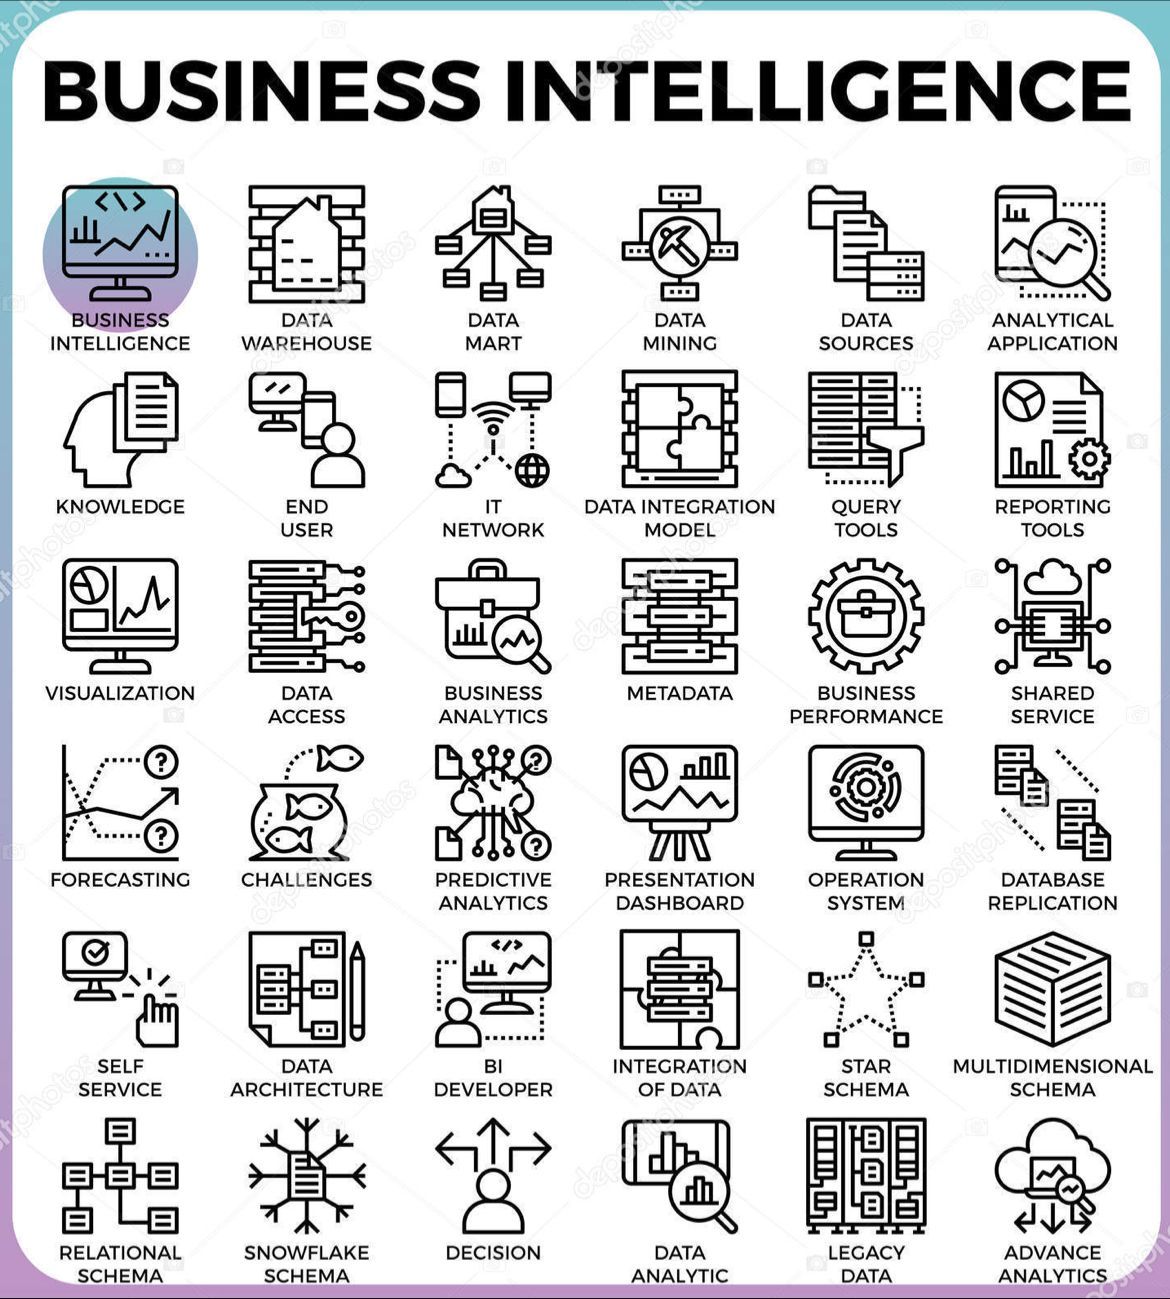 BUSINESS INTELLIGENCE
BUSINESS
INTELLIGENCE
DATA
WAREHOUSE
DATA
MART
DATA
MINING
DATA
SOURCES
ANALYTICAL
APPLICATION
KNOWLEDGE
END
USER
IT
NETWORK
DATA INTEGRATION
MODEL
QUERY
TOOLS
REPORTING
TOOLS
VISUALIZATION
DATA
ACCESS
BUSINESS
ANALYTICS
METADATA
BUSINESS
PERFORMANCE
SHARED
SERVICE
FORECASTING
CHALLENGES
PREDICTIVE
ANALYTICS
PRESENTATION
DASHBOARD
OPERATION
SYSTEM
DATABASE
REPLICATION
SELF
SERVICE
DATA
ARCHITECTURE
BI
DEVELOPER
INTEGRATION
OF DATA
STAR
SCHEMA
MULTIDIMENSIONAL
SCHEMA
RELATIONAL
SCHEMA
SNOWFLAKE
SCHEMA
DECISION
DATA
ANALYTIC
LEGACY
DATA
ADVANCE
ANALYTICS
depositphotos